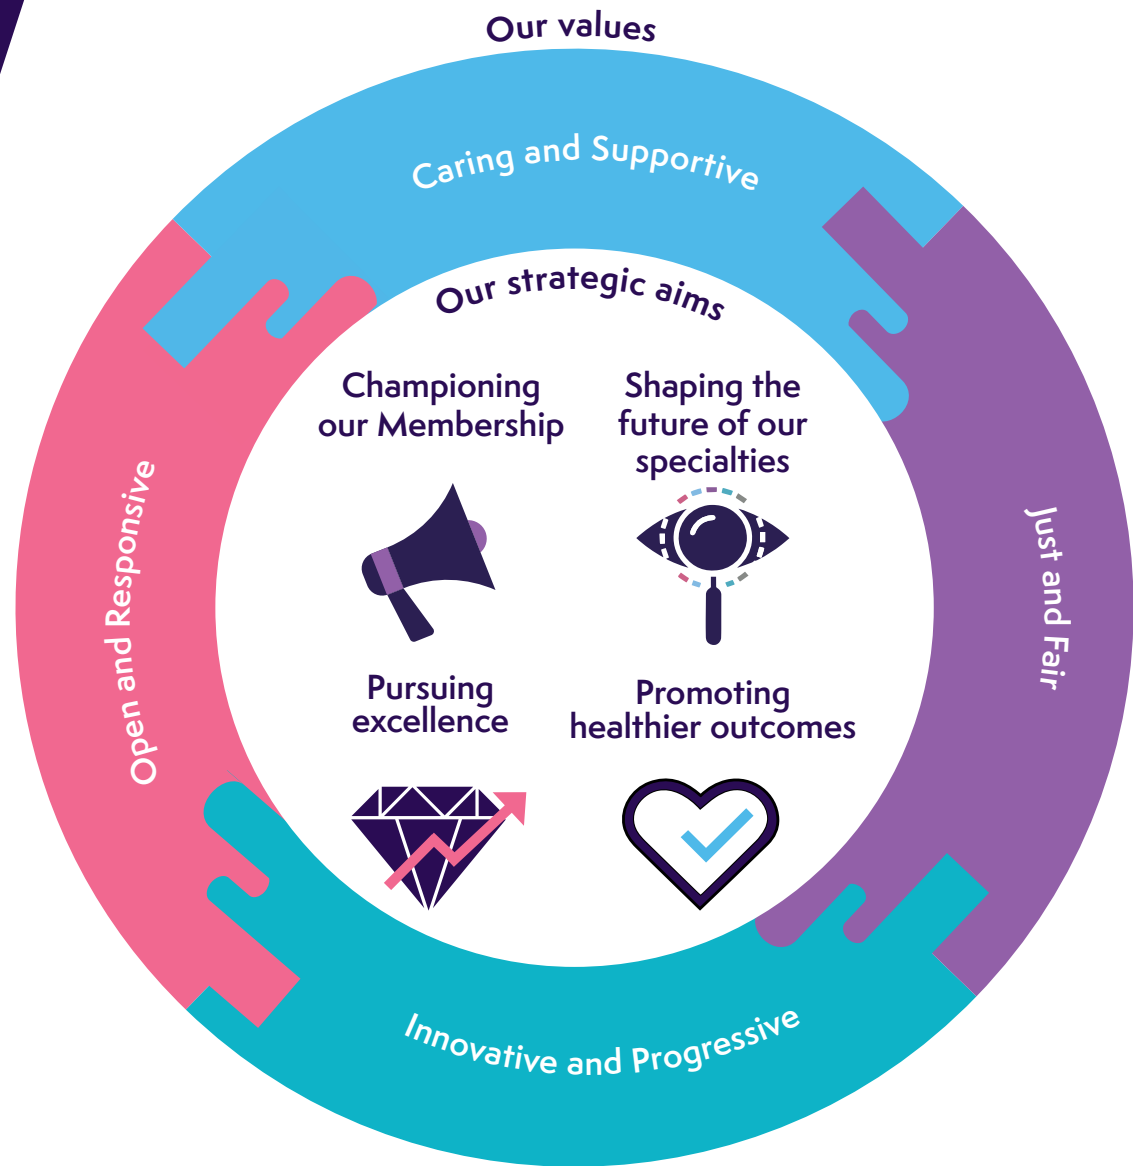 Our values
Caring and Supportive
Our strategic aims
Championing
our Membership
Shaping the
future of our
specialties
Open and Responsive
Just and Fair
Pursuing
excellence
Promoting
healthier outcomes
Innovative and Progressive